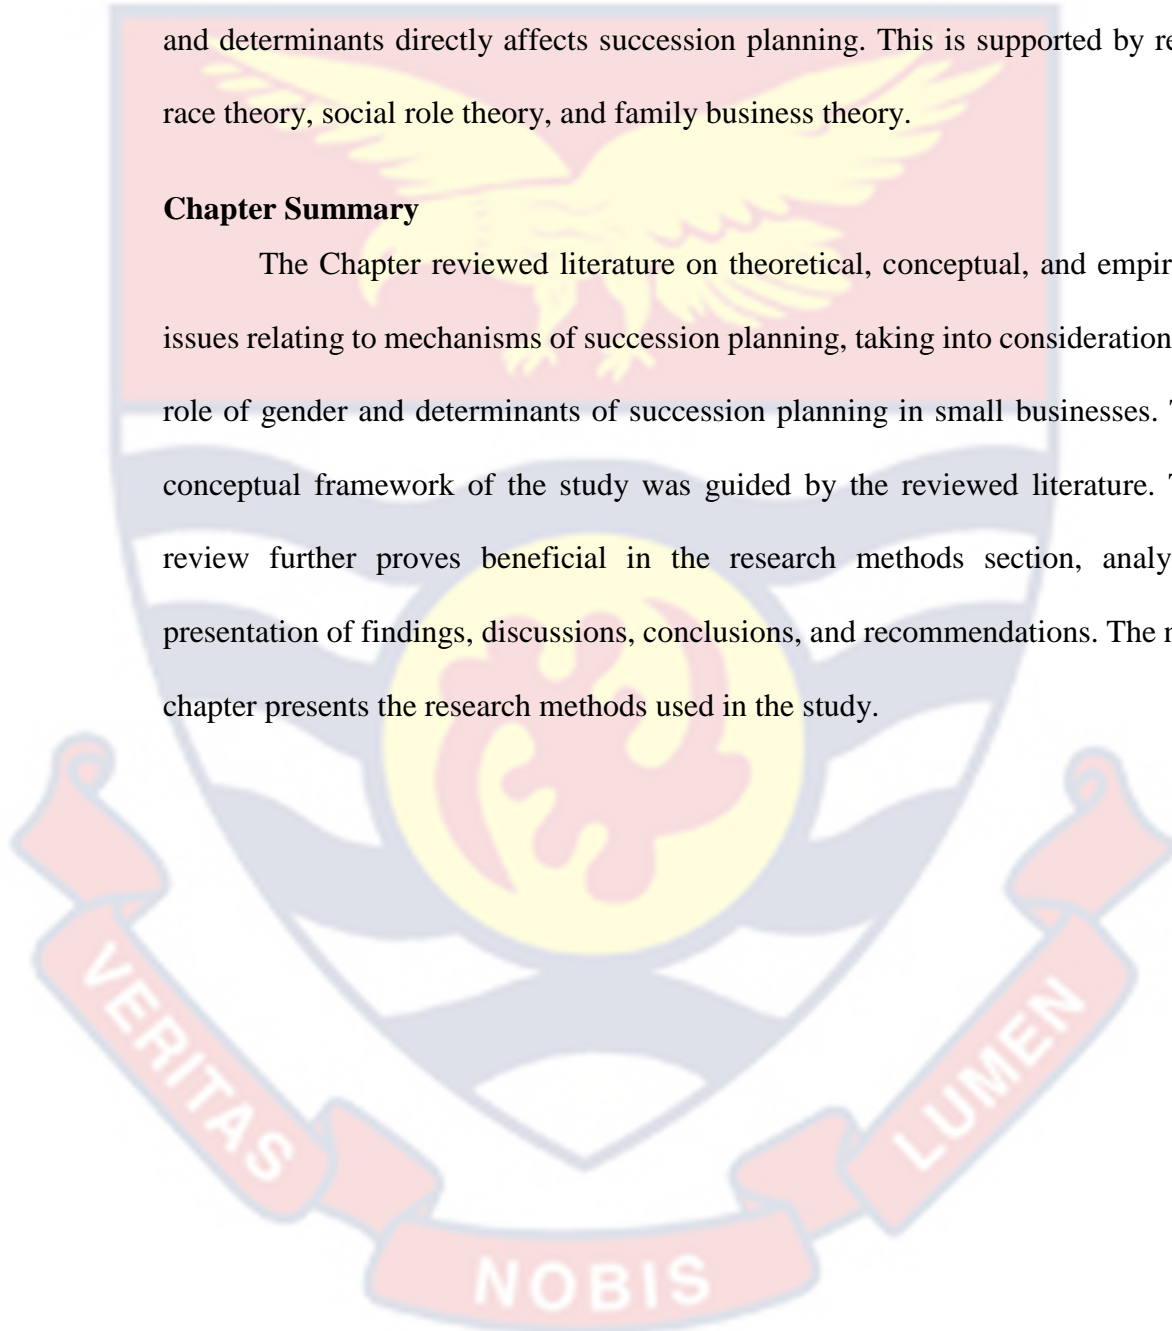 and determinants directly affects succession planning. This is supported by
race theory, social role theory, and family business theory.
Chapter Summary
The Chapter reviewed literature on theoretical, conceptual, and
issues relating to mechanisms of succession planning, taking into consideration
role of gender and determinants of succession planning in small businesses.
conceptual framework of the study was guided by the reviewed literature.
review further proves beneficial in the research methods section,
presentation of findings, discussions, conclusions, and recommendations. The
chapter presents the research methods used in the study.
VERITAS
NOBIS
LUMEN